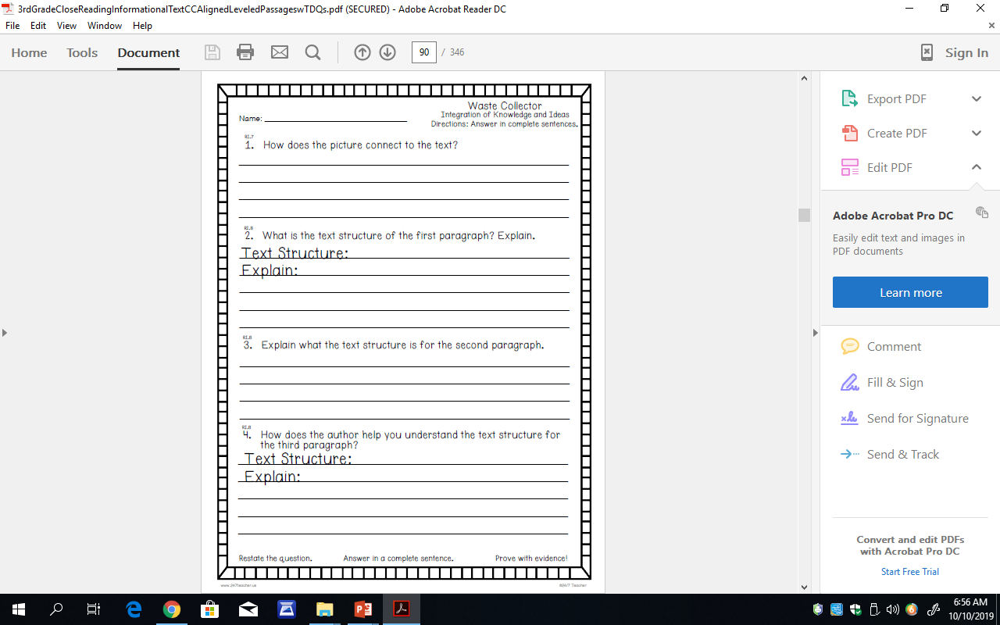 3rdGradeCloseReadingInformationalTextCCAlignedLeveledPassageswTDQs.pdf (SECURED) - Adobe Acrobat Reader DC
File Edit View Window Help
Home Tools Document 90 / 346 Sign In
Waste Collector
Integration of Knowledge and Ideas
Name: Directions: Answer in complete sentences.
RI.7
1. How does the picture connect to the text?
RI.8
2. What is the text structure of the first paragraph? Explain.
Text Structure:
Explain:
RI.8
3. Explain what the text structure is for the second paragraph.
RI.8
4. How does the author help you understand the text structure for
the third paragraph?
Text Structure:
Explain:
Restate the question. Answer in a complete sentence. Prove with evidence!
www.247teacher.us ©24/7 Teacher
Export PDF
Create PDF
Edit PDF
Adobe Acrobat Pro DC
Easily edit text and images in
PDF documents
Learn more
Comment
Fill & Sign
Send for Signature
Send & Track
Convert and edit PDFs
with Acrobat Pro DC
Start Free Trial
6:56 AM
10/10/2019